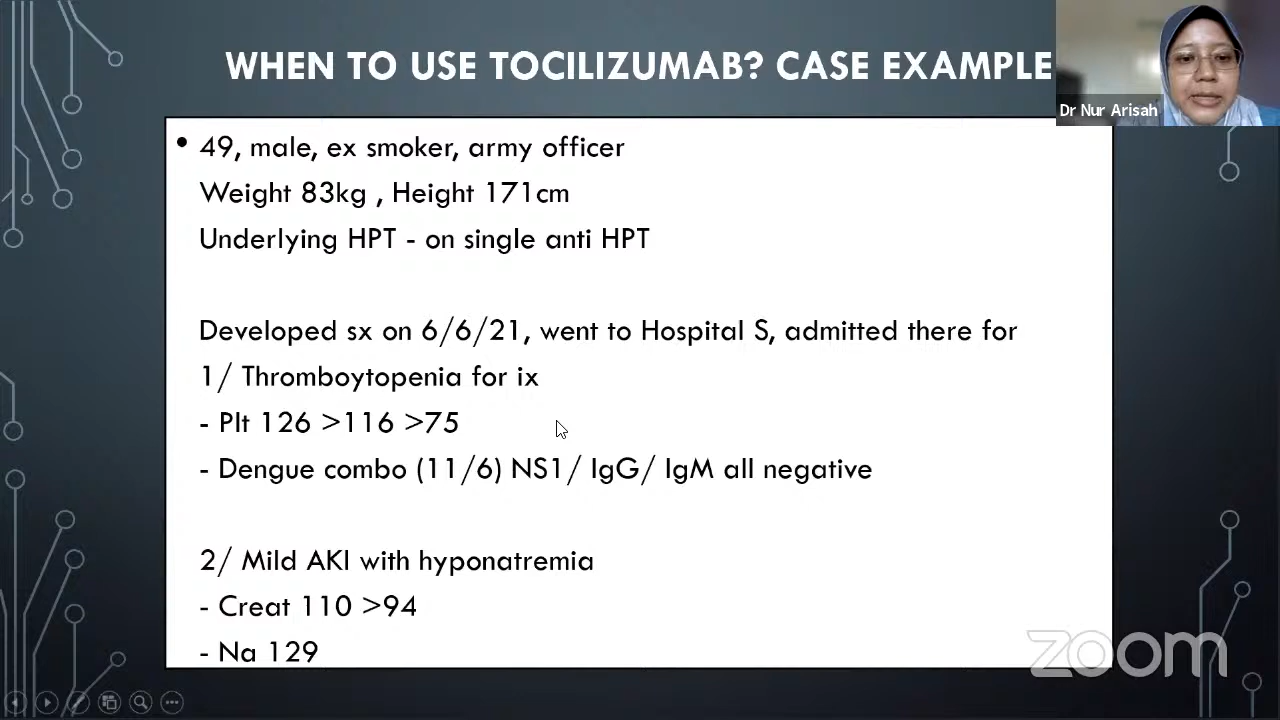 WHEN TO USE TOCILIZUMAB? CASE EXAMPLE
Dr Nur Arisah
• 49, male, ex smoker, army officer
Weight 83kg , Height 171cm
Underlying HPT - on single anti HPT
Developed sx on 6/6/21, went to Hospital S, admitted there for
1/ Thromboytopenia for ix
- Plt 126 >116 >75
- Dengue combo (11/6) NS1/ IgG/ IgM all negative
2/ Mild AKI with hyponatremia
- Creat 110 >94
- Na 129
zoom